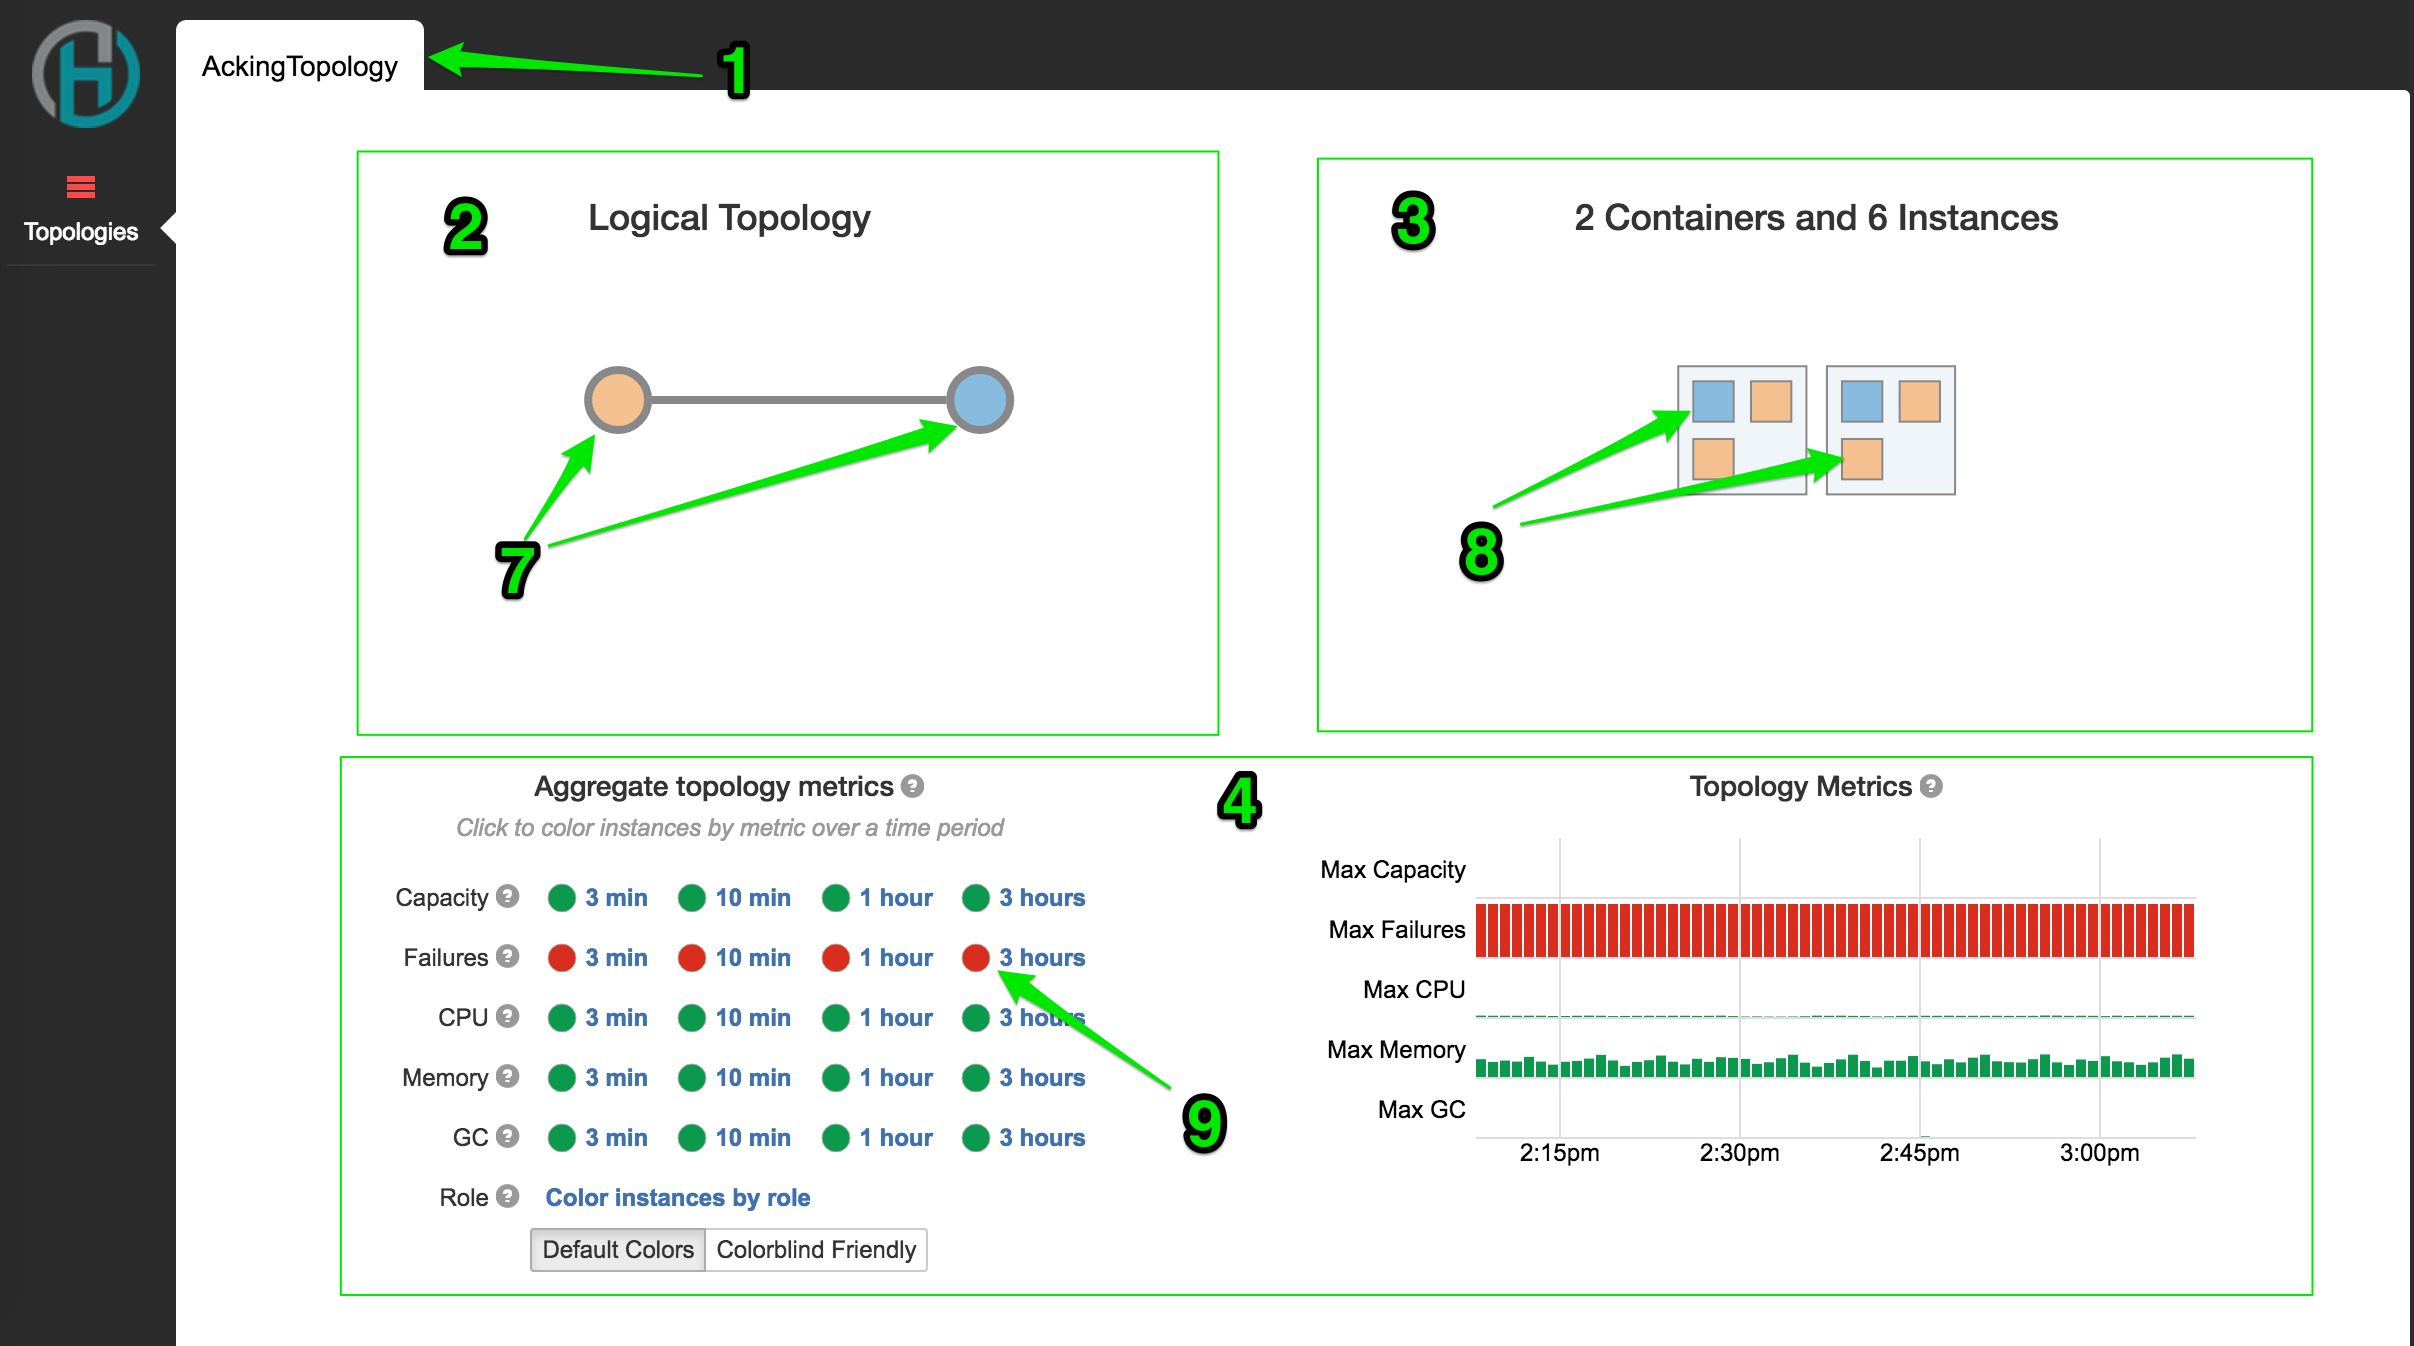 AckingTopology
1
Topologies
2
Logical Topology
7
3
2 Containers and 6 Instances
8
4
Aggregate topology metrics ?
Click to color instances by metric over a time period
Capacity ? 3 min 10 min 1 hour 3 hours
Failures ? 3 min 10 min 1 hour 3 hours
CPU ? 3 min 10 min 1 hour 3 hours
Memory ? 3 min 10 min 1 hour 3 hours
GC ? 3 min 10 min 1 hour 3 hours
Role ? Color instances by role
Default Colors Colorblind Friendly
9
Topology Metrics ?
Max Capacity
Max Failures
Max CPU
Max Memory
Max GC
2:15pm 2:30pm 2:45pm 3:00pm